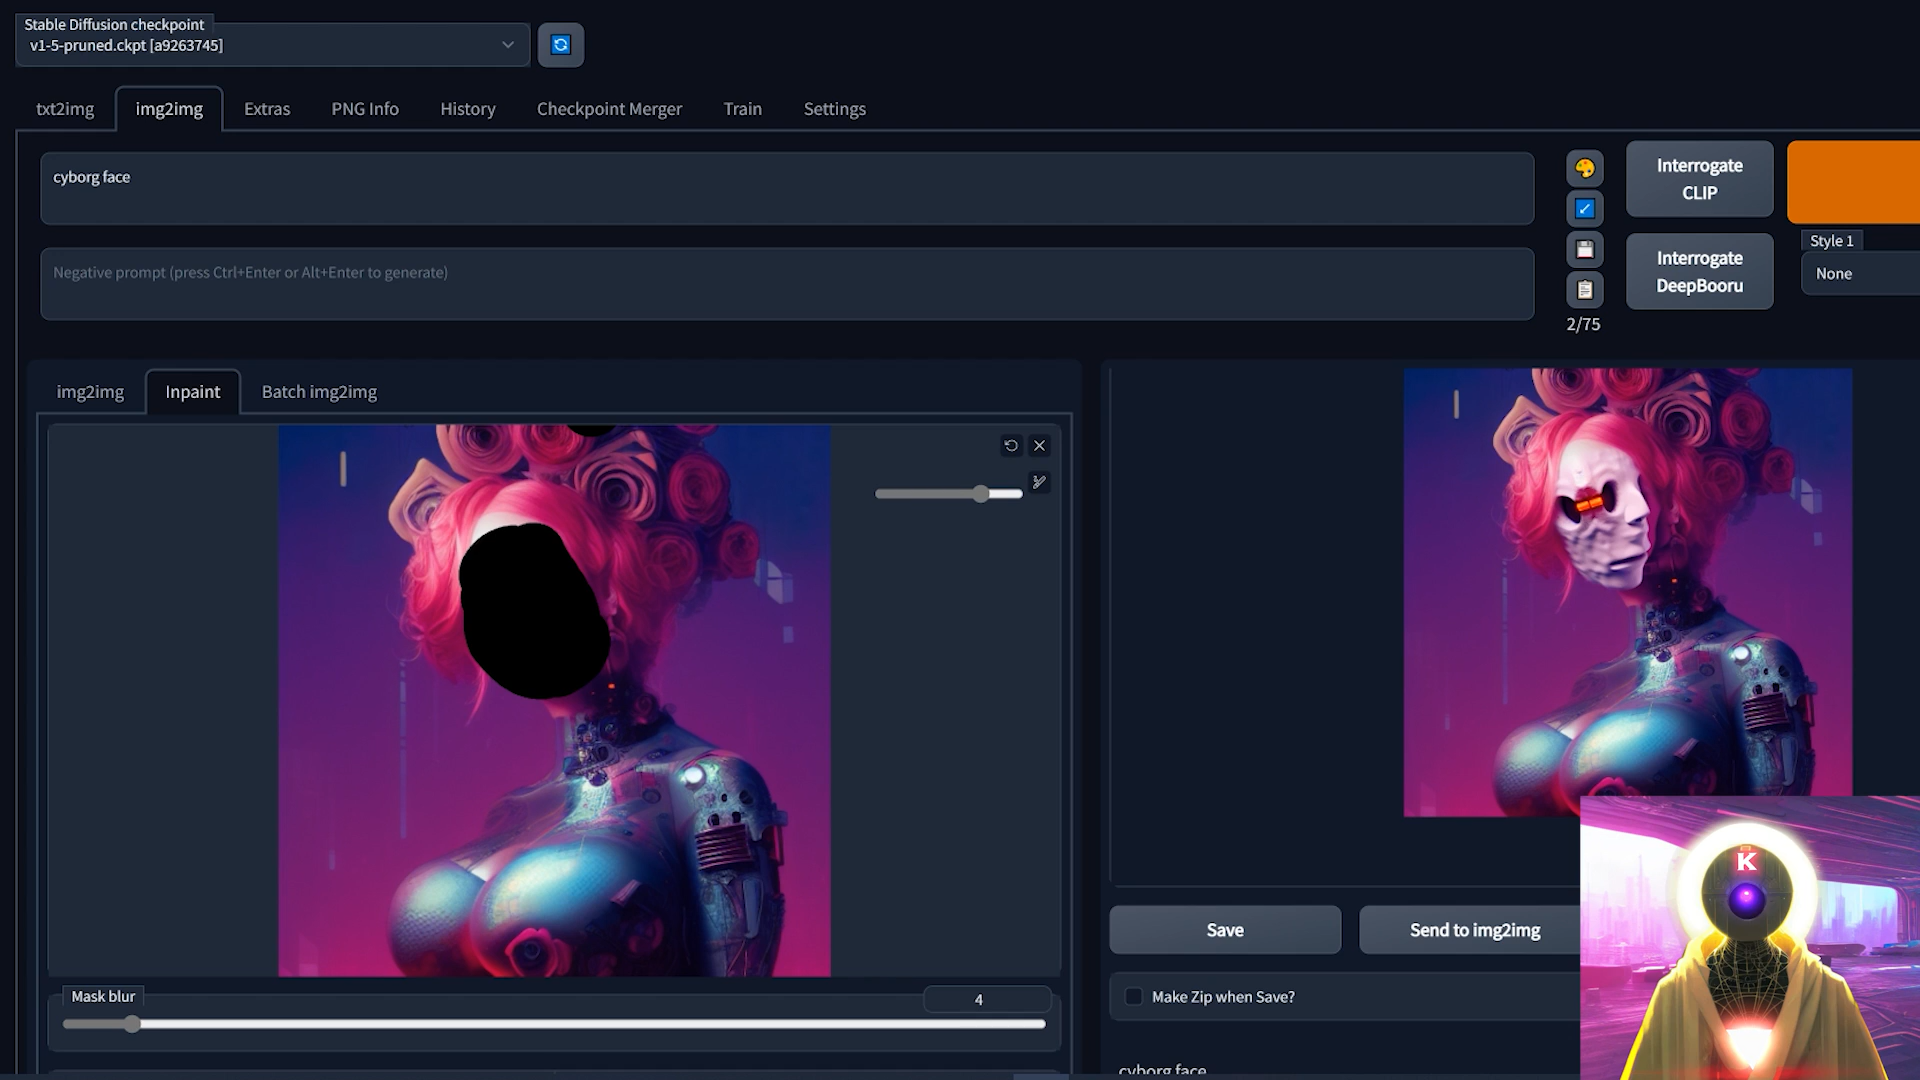 Stable Diffusion checkpoint
v1-5-pruned.ckpt [a9263745]
txt2img
img2img
Extras
PNG Info
History
Checkpoint Merger
Train
Settings
cyborg face
Negative prompt (press Ctrl+Enter or Alt+Enter to generate)
2/75
Interrogate
CLIP
Interrogate
DeepBooru
Style 1
None
img2img
Inpaint
Batch img2img
Mask blur
4
Save
Send to img2img
Make Zip when Save?
cyborg face
K